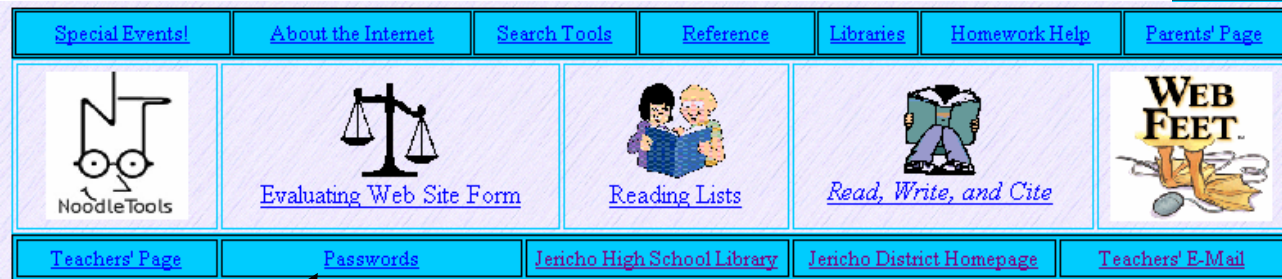 Special Events! About the Internet Search Tools Reference Libraries Homework Help Parents' Page
WEB
FEET
NoodleTools
Evaluating Web Site Form Reading Lists Read, Write, and Cite
Teachers' Page Passwords Jericho High School Library Jericho District Homepage Teachers' E-Mail